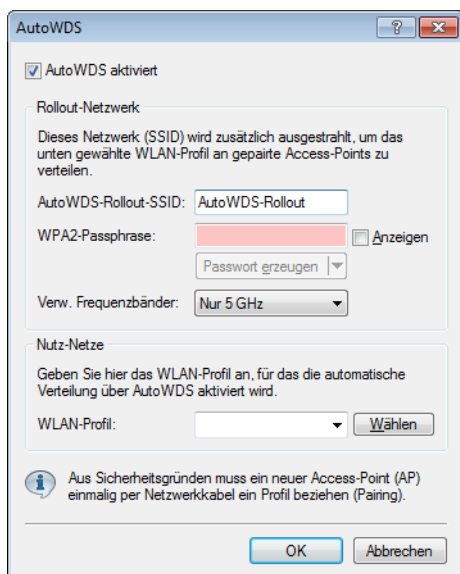 AutoWDS
AutoWDS aktiviert
Rollout-Netzwerk
Dieses Netzwerk (SSID) wird zusätzlich ausgestrahlt, um das
unten gewählte WLAN-Profil an gepairte Access-Points zu
verteilen.
AutoWDS-Rollout-SSID: AutoWDS-Rollout
WPA2-Passphrase: Anzeigen
Passwort erzeugen
Verw. Frequenzbänder: Nur 5 GHz
Nutz-Netze
Geben Sie hier das WLAN-Profil an, für das die automatische
Verteilung über AutoWDS aktiviert wird.
WLAN-Profil: Wählen
Aus Sicherheitsgründen muss ein neuer Access-Point (AP)
einmalig per Netzwerkkabel ein Profil beziehen (Pairing).
OK Abbrechen